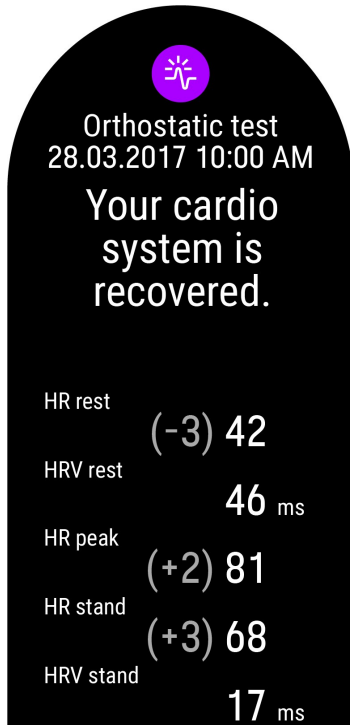 Orthostatic test
28.03.2017 10:00 AM
Your cardio
system is
recovered.
HR rest
(-3) 42
HRV rest
46 ms
HR peak
(+2) 81
HR stand
(+3) 68
HRV stand
17 ms